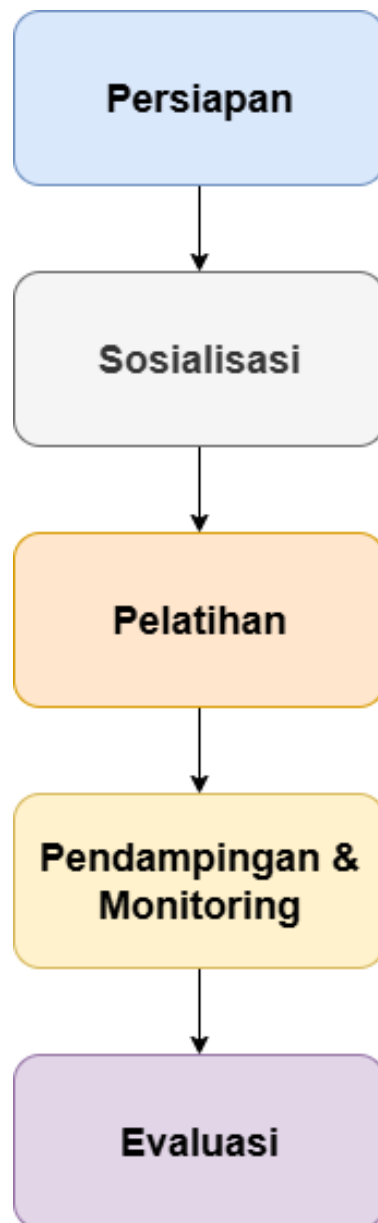 Persiapan
Sosialisasi
Pelatihan
Pendampingan &
Monitoring
Evaluasi